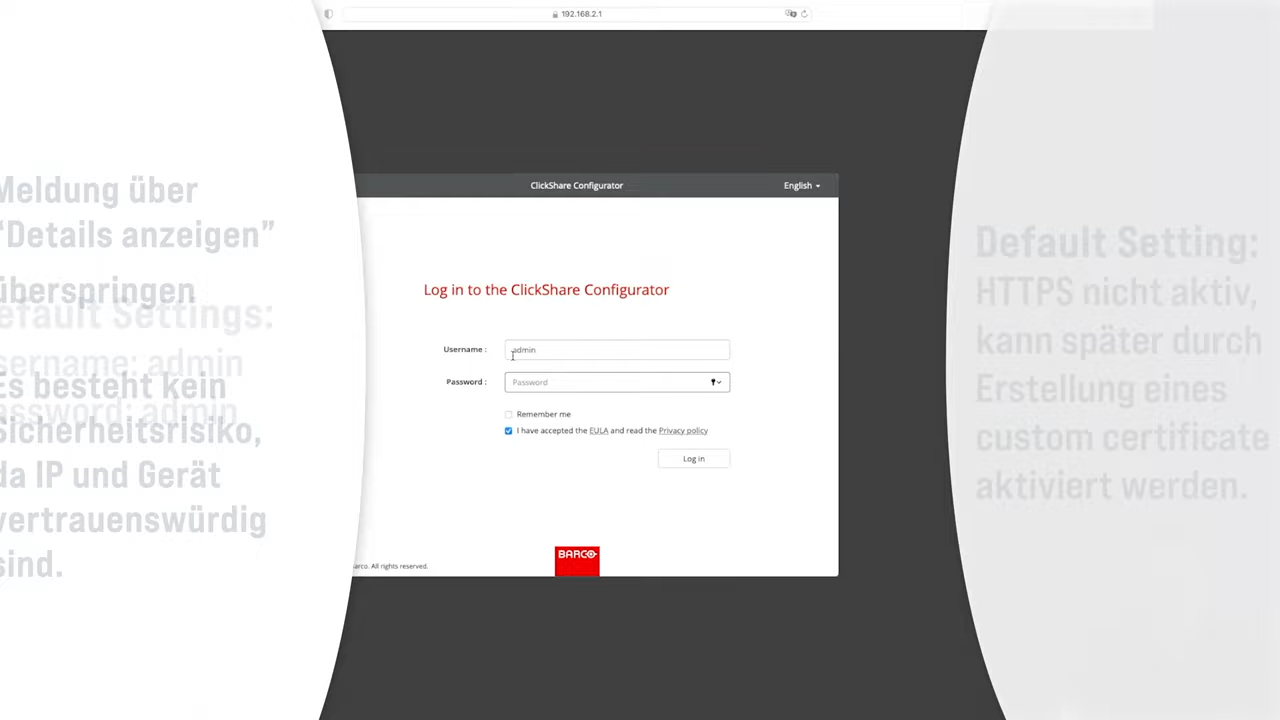 192.168.2.1
Meldung über
“Details anzeigen”
überspringen
efault Settings:
sername: admin
assword: admin
Es besteht kein
Sicherheitsrisiko,
da IP und Gerät
vertrauenswürdig
sind.
ClickShare Configurator
English
Log in to the ClickShare Configurator
Username :
admin
Password :
Password
Remember me
I have accepted the EULA and read the Privacy policy
Log in
BARCO
arco. All rights reserved.
Default Setting:
HTTPS nicht aktiv,
kann später durch
Erstellung eines
custom certificate
aktiviert werden.